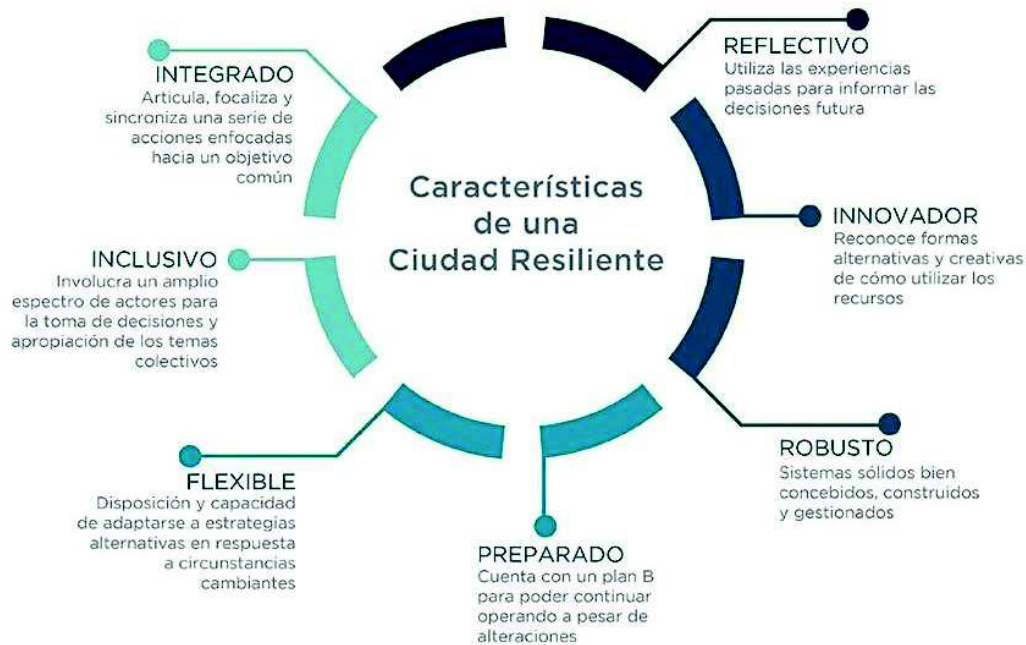 Característícas
de una
Ciudad Resiliente
REFLECTIVO
Utiliza las experiencias
pasadas para informar las
decisiones futura
INNOVADOR
Reconoce formas
alternativas y creativas
de cómo utilizar los
recursos
ROBUSTO
Sistemas sólidos bien
concebidos, construidos
y gestionados
PREPARADO
Cuenta con un plan B
para poder continuar
operando a pesar de
alteraciones
FLEXIBLE
Disposición y capacidad
de adaptarse a estrategias
alternativas en respuesta
a circunstancias
cambiantes
INCLUSIVO
Involucra un amplio
espectro de actores para
la toma de decisiones y
apropiación de los temas
colectivos
INTEGRADO
Articula, focaliza y
sincroniza una serie de
acciones enfocadas
hacia un objetivo
común